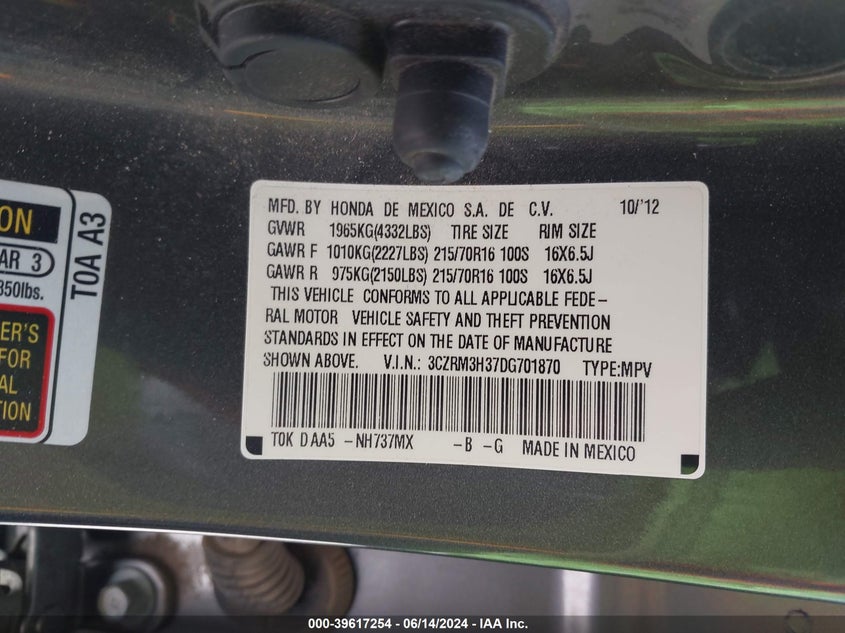 ON
AR 3
850lbs.
ER'S
FOR
AL
TION
T0A A3
MFD. BY HONDA DE MEXICO S.A. DE C.V. 10/'12
GVWR 1965KG(4332LBS) TIRE SIZE RIM SIZE
GAWR F 1010KG(2227LBS) 215/70R16 100S 16X6.5J
GAWR R 975KG(2150LBS) 215/70R16 100S 16X6.5J
THIS VEHICLE CONFORMS TO ALL APPLICABLE FEDE-
RAL MOTOR VEHICLE SAFETY AND THEFT PREVENTION
STANDARDS IN EFFECT ON THE DATE OF MANUFACTURE
SHOWN ABOVE. V.I.N.: 3CZRM3H37DG701870 TYPE:MPV
T0K DAA5 -NH737MX -B -G MADE IN MEXICO
000-39617254 - 06/14/2024 - IAA Inc.